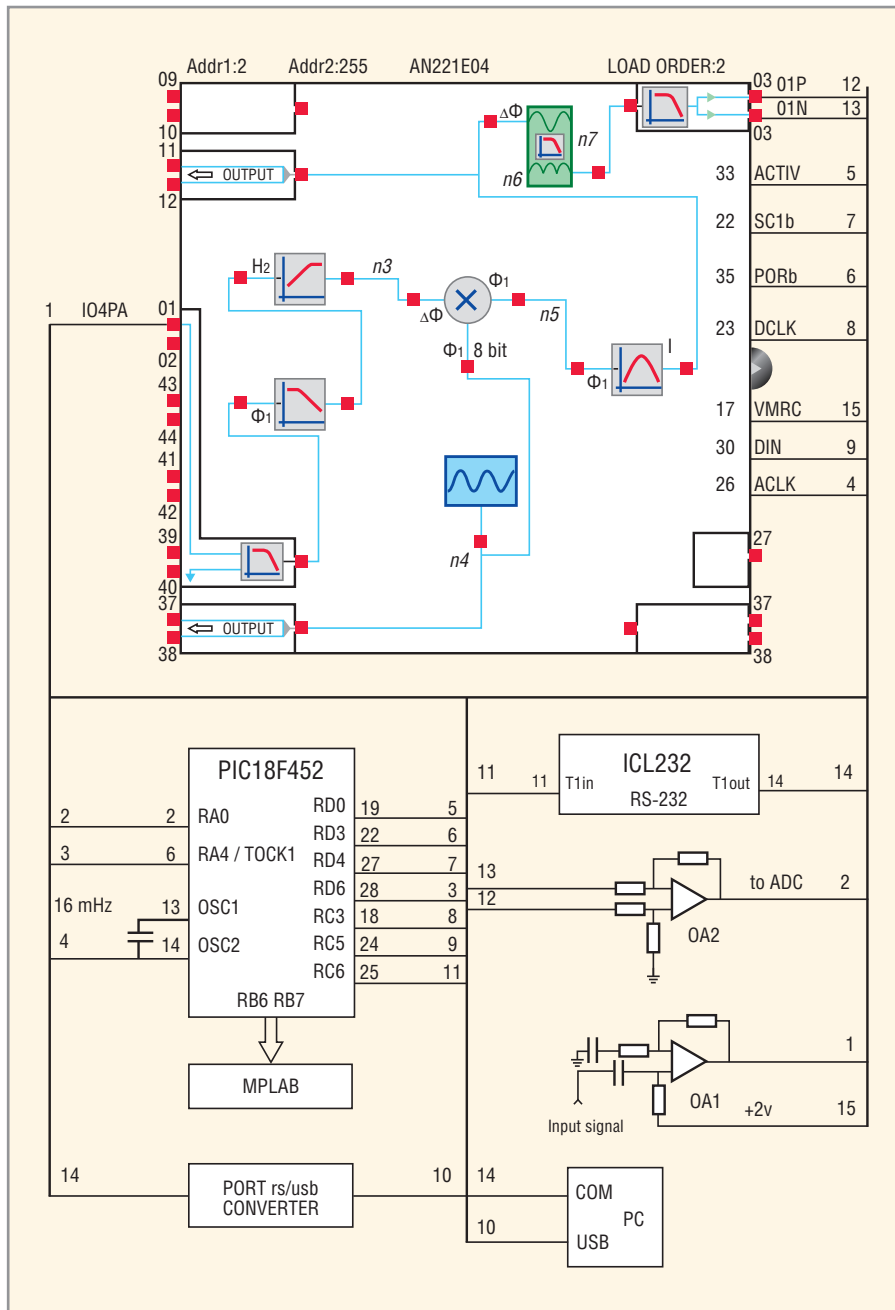 Addr1:2 Addr2:255 AN221E04 LOAD ORDER:2
09
10
11
OUTPUT
12
03 01P 12
01N 13
03
ΔΦ
n7
n6
33 ACTIV 5
22 SC1b 7
35 PORb 6
23 DCLK 8
17 VMRC 15
30 DIN 9
26 ACLK 4
H2
n3
ΔΦ
Φ1
n5
Φ1 8 bit
Φ1
I
1 IO4PA 01
02
43
44
41
42
39
40
Φ1
n4
37
OUTPUT
38
27
37
38
PIC18F452
2 2 RA0
3 6 RA4 / TOCK1
16 mHz
13 OSC1
4 14 OSC2
RD0 19 5
RD3 22 6
RD4 27 7
RD6 28 3
RC3 18 8
RC5 24 9
RC6 25 11
RB6 RB7
MPLAB
11 11 T1in
ICL232
RS-232
T1out 14 14
13
12
to ADC 2
OA2
1
OA1
+2v 15
Input signal
14
PORT rs/usb
CONVERTER
10
14 COM
PC
10 USB